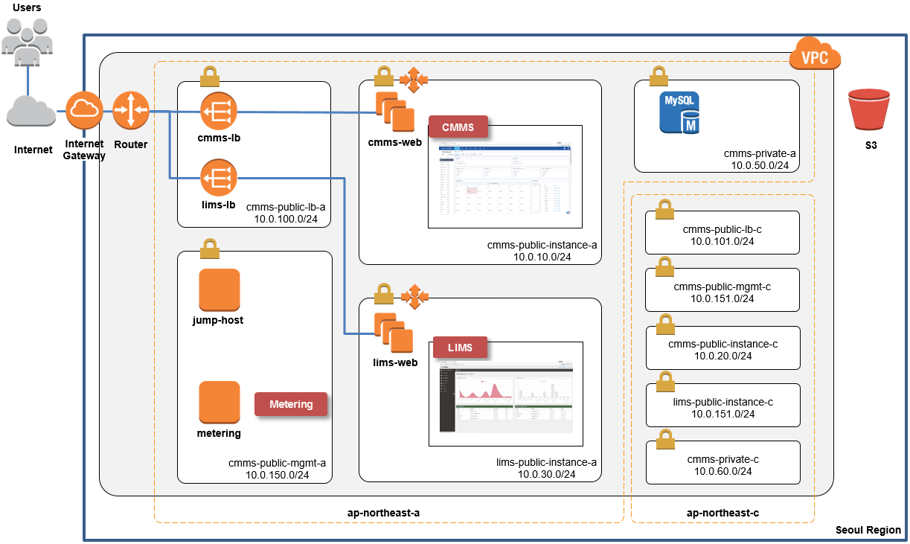 Users
VPC
cmms-lb
cmms-web
CMMS
MySQL
M
cmms-private-a
10.0.50.0/24
Internet
Internet
Gateway
Router
S3
lims-lb
cmms-public-lb-a
10.0.100.0/24
cmms-public-instance-a
10.0.10.0/24
cmms-public-lb-c
10.0.101.0/24
cmms-public-mgmt-c
10.0.151.0/24
jump-host
lims-web
LIMS
cmms-public-instance-c
10.0.20.0/24
metering
Metering
lims-public-instance-c
10.0.151.0/24
cmms-public-mgmt-a
10.0.150.0/24
lims-public-instance-a
10.0.30.0/24
cmms-private-c
10.0.60.0/24
ap-northeast-a
ap-northeast-c
Seoul Region